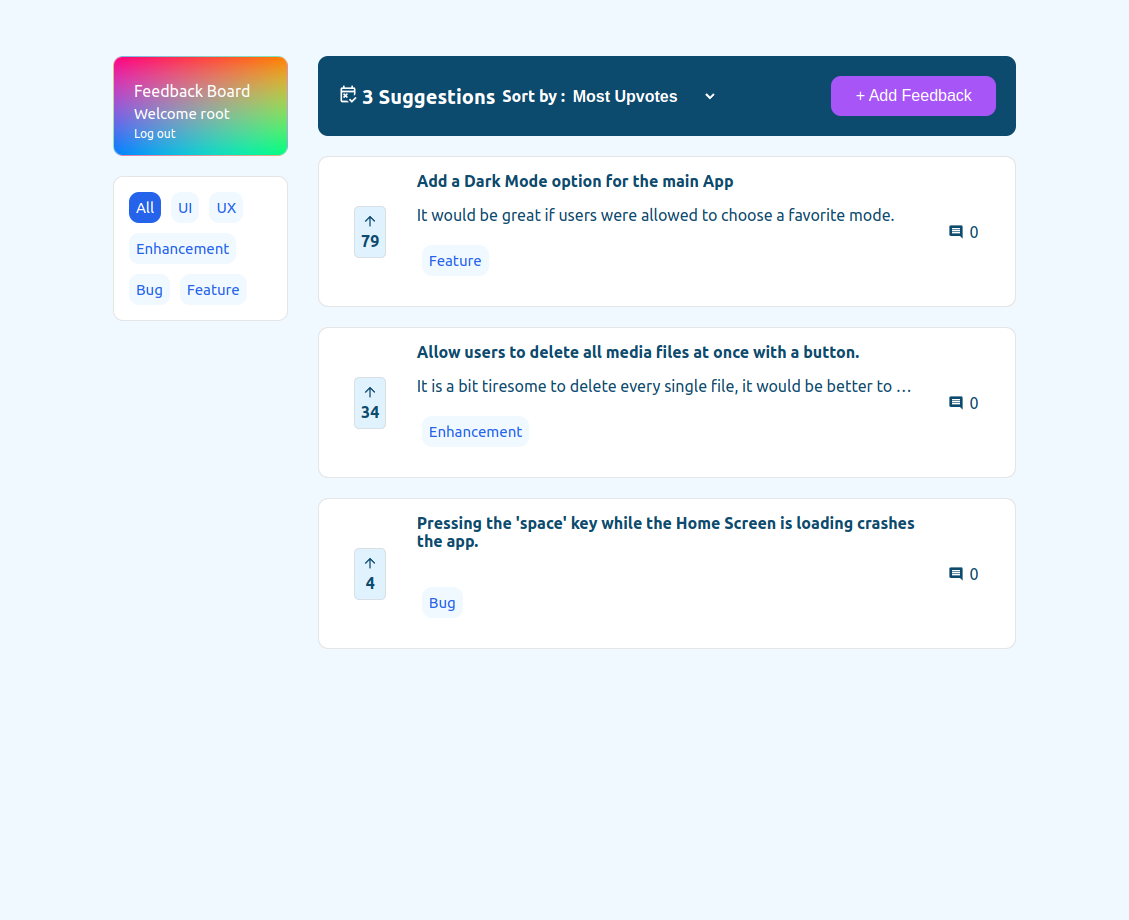 Feedback Board
Welcome root
Log out
All UI UX
Enhancement
Bug Feature
3 Suggestions Sort by : Most Upvotes + Add Feedback
Add a Dark Mode option for the main App
It would be great if users were allowed to choose a favorite mode.
79
Feature
0
Allow users to delete all media files at once with a button.
It is a bit tiresome to delete every single file, it would be better to …
34
Enhancement
0
Pressing the 'space' key while the Home Screen is loading crashes
the app.
4
Bug
0